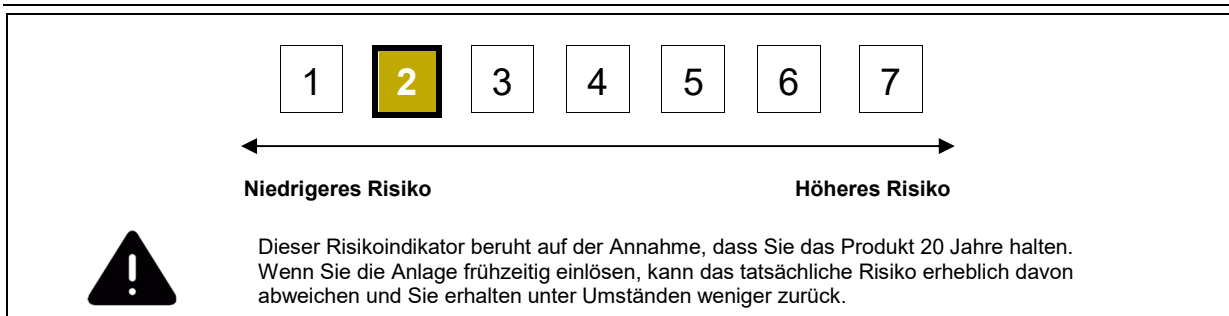 1 2 3 4 5 6 7
Niedrigeres Risiko Höheres Risiko
Dieser Risikoindikator beruht auf der Annahme, dass Sie das Produkt 20 Jahre halten.
Wenn Sie die Anlage frühzeitig einlösen, kann das tatsächliche Risiko erheblich davon
abweichen und Sie erhalten unter Umständen weniger zurück.